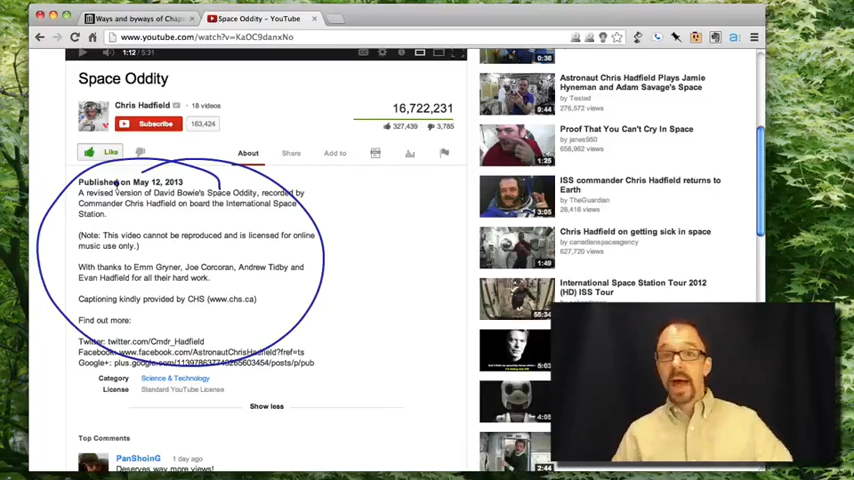 Ways and byways of Chap
Space Oddity - YouTube
www.youtube.com/watch?v=KaOC9danxNo
1:12 / 5:31
Space Oddity
Chris Hadfield
18 videos
Subscribe
163,424
16,722,231
327,439
3,785
Like
About
Share
Add to
Published on May 12, 2013
A revised version of David Bowie's Space Oddity, recorded by
Commander Chris Hadfield on board the International Space
Station.
(Note: This video cannot be reproduced and is licensed for online
music use only.)
With thanks to Emm Gryner, Joe Corcoran, Andrew Tidby and
Evan Hadfield for all their hard work.
Captioning kindly provided by CHS (www.chs.ca)
Find out more:
Twitter: twitter.com/Cmdr_Hadfield
Facebook: www.facebook.com/AstronautChrisHadfield?fref=ts
Google+:
Category
Science & Technology
License
Standard YouTube License
Show less
Top Comments
PanShoinG
1 day ago
Deserves way more views!
0:36
Astronaut Chris Hadfield Plays Jamie
Hyneman and Adam Savage's Space
by Tested
276,572 views
9:44
Proof That You Can't Cry In Space
by janes950
658,962 views
1:25
ISS commander Chris Hadfield returns to
Earth
by TheGuardian
28,418 views
3:05
Chris Hadfield on getting sick in space
by canadianspaceagency
627,720 views
1:49
International Space Station Tour 2012
(HD) ISS Tour
55:34
5:03
4:05
2:44